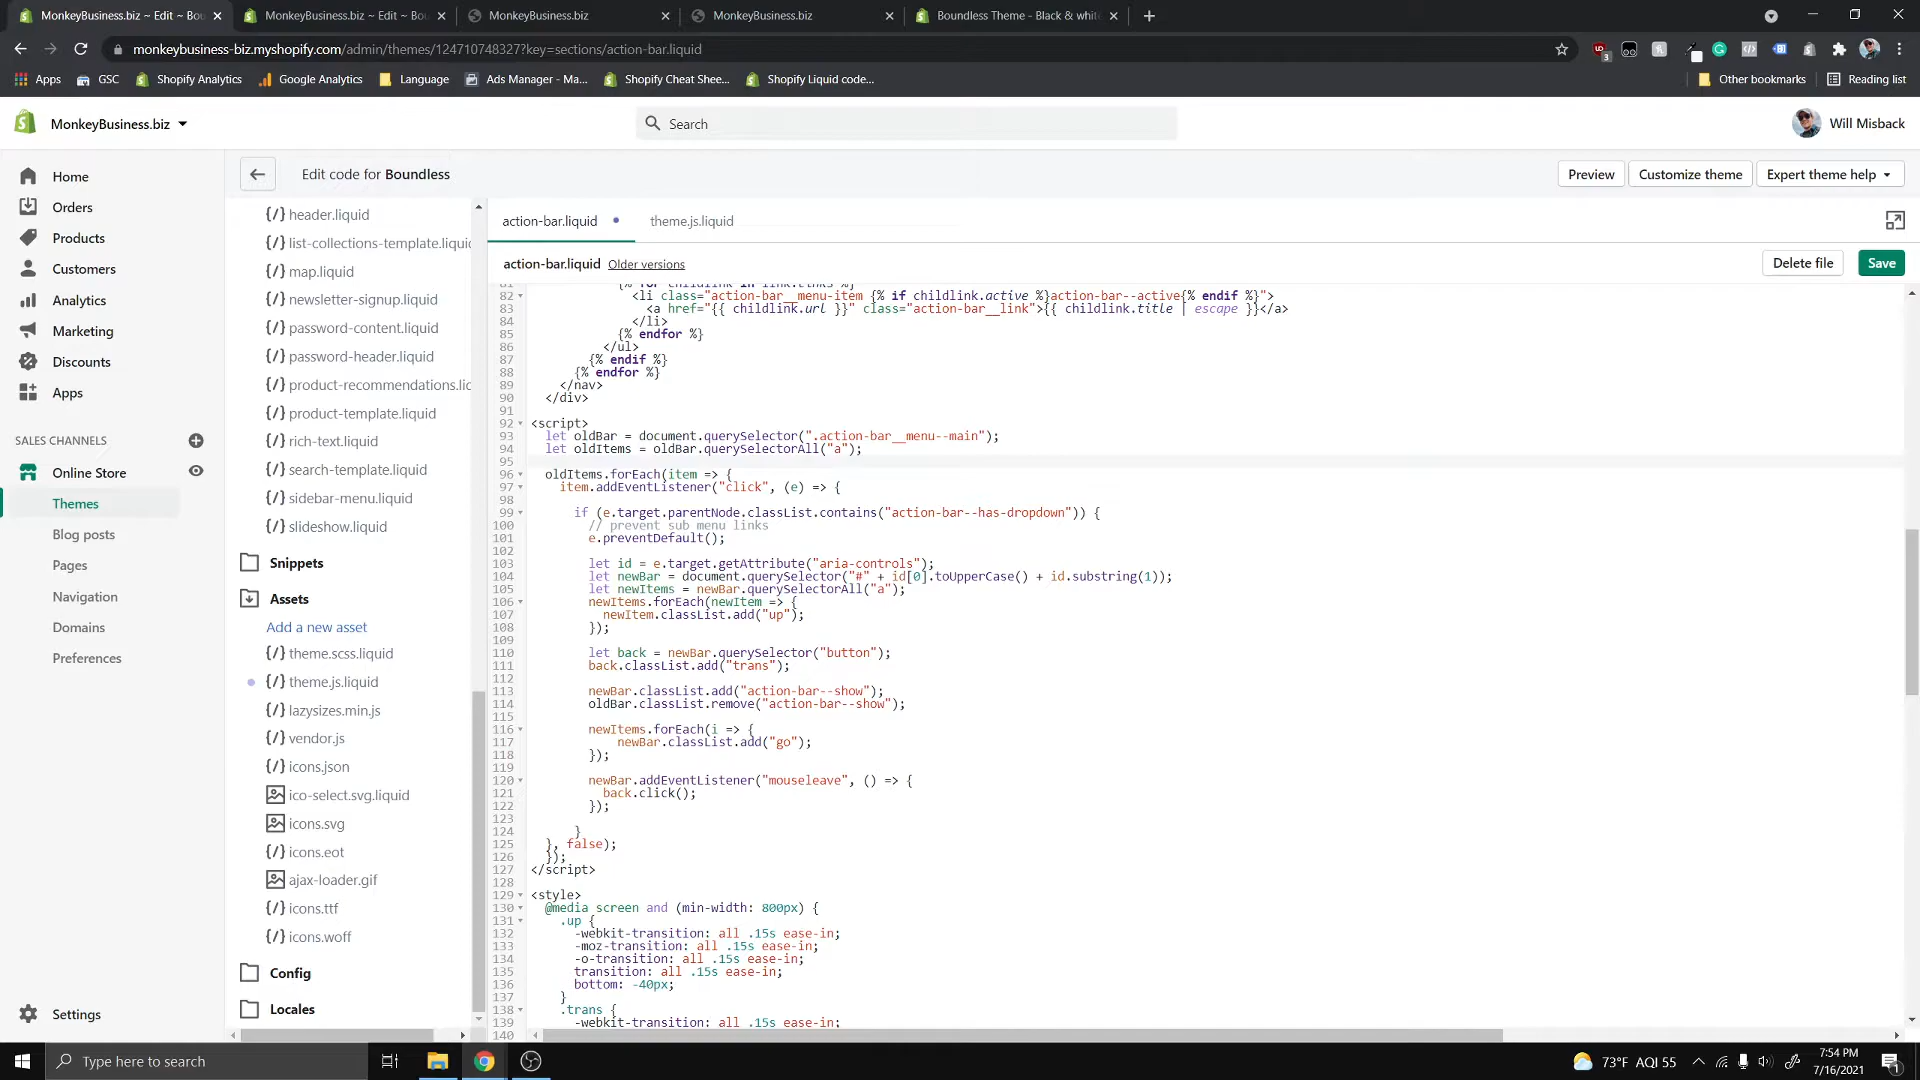 MonkeyBusiness.biz ~ Edit ~ Bou
MonkeyBusiness.biz ~ Edit ~ Bou
MonkeyBusiness.biz
MonkeyBusiness.biz
Boundless Theme - Black & white
monkeybusiness-biz.myshopify.com/admin/themes/124710748327?key=sections/action-bar.liquid
3
Apps
GSC
Shopify Analytics
Google Analytics
Language
Ads Manager - Ma...
Shopify Cheat Shee...
Shopify Liquid code...
Other bookmarks
Reading list
MonkeyBusiness.biz
Search
Will Misback
Home
Orders
Products
Customers
Analytics
Marketing
Discounts
Apps
SALES CHANNELS
Online Store
Themes
Blog posts
Pages
Navigation
Domains
Preferences
Settings
Edit code for Boundless
Preview
Customize theme
Expert theme help
{/} header.liquid
{/} list-collections-template.liquid
{/} map.liquid
{/} newsletter-signup.liquid
{/} password-content.liquid
{/} password-header.liquid
{/} product-recommendations.lic
{/} product-template.liquid
{/} rich-text.liquid
{/} search-template.liquid
{/} sidebar-menu.liquid
{/} slideshow.liquid
Snippets
Assets
Add a new asset
{/} theme.scss.liquid
{/} theme.js.liquid
{/} lazysizes.min.js
{/} vendor.js
{/} icons.json
ico-select.svg.liquid
icons.svg
{/} icons.eot
ajax-loader.gif
{/} icons.ttf
{/} icons.woff
Config
Locales
action-bar.liquid
theme.js.liquid
action-bar.liquid Older versions
Delete file
Save
81 {% for childlink in link.links %}
82 <li class="action-bar__menu-item {% if childlink.active %}action-bar--active{% endif %}">
83 <a href="{{ childlink.url }}" class="action-bar__link">{{ childlink.title | escape }}</a>
84 </li>
85 {% endfor %}
86 </ul>
87 {% endif %}
88 {% endfor %}
89 </nav>
90 </div>
91
92 <script>
93 let oldBar = document.querySelector(".action-bar__menu--main");
94 let oldItems = oldBar.querySelectorAll("a");
95
96 oldItems.forEach(item => {
97 item.addEventListener("click", (e) => {
98
99 if (e.target.parentNode.classList.contains("action-bar--has-dropdown")) {
100 // prevent sub menu links
101 e.preventDefault();
102
103 let id = e.target.getAttribute("aria-controls");
104 let newBar = document.querySelector("#" + id[0].toUpperCase() + id.substring(1));
105 let newItems = newBar.querySelectorAll("a");
106 newItems.forEach(newItem => {
107 newItem.classList.add("up");
108 });
109
110 let back = newBar.querySelector("button");
111 back.classList.add("trans");
112
113 newBar.classList.add("action-bar--show");
114 oldBar.classList.remove("action-bar--show");
115
116 newItems.forEach(i => {
117 newBar.classList.add("go");
118 });
119
120 newBar.addEventListener("mouseleave", () => {
121 back.click();
122 });
123
124 }
125 }, false);
126 });
127 </script>
128
129 <style>
130 @media screen and (min-width: 800px) {
131 .up {
132 -webkit-transition: all .15s ease-in;
133 -moz-transition: all .15s ease-in;
134 -o-transition: all .15s ease-in;
135 transition: all .15s ease-in;
136 bottom: -40px;
137 }
138 .trans {
139 -webkit-transition: all .15s ease-in;
140
Type here to search
73°F AQI 55
7:54 PM
7/16/2021
1